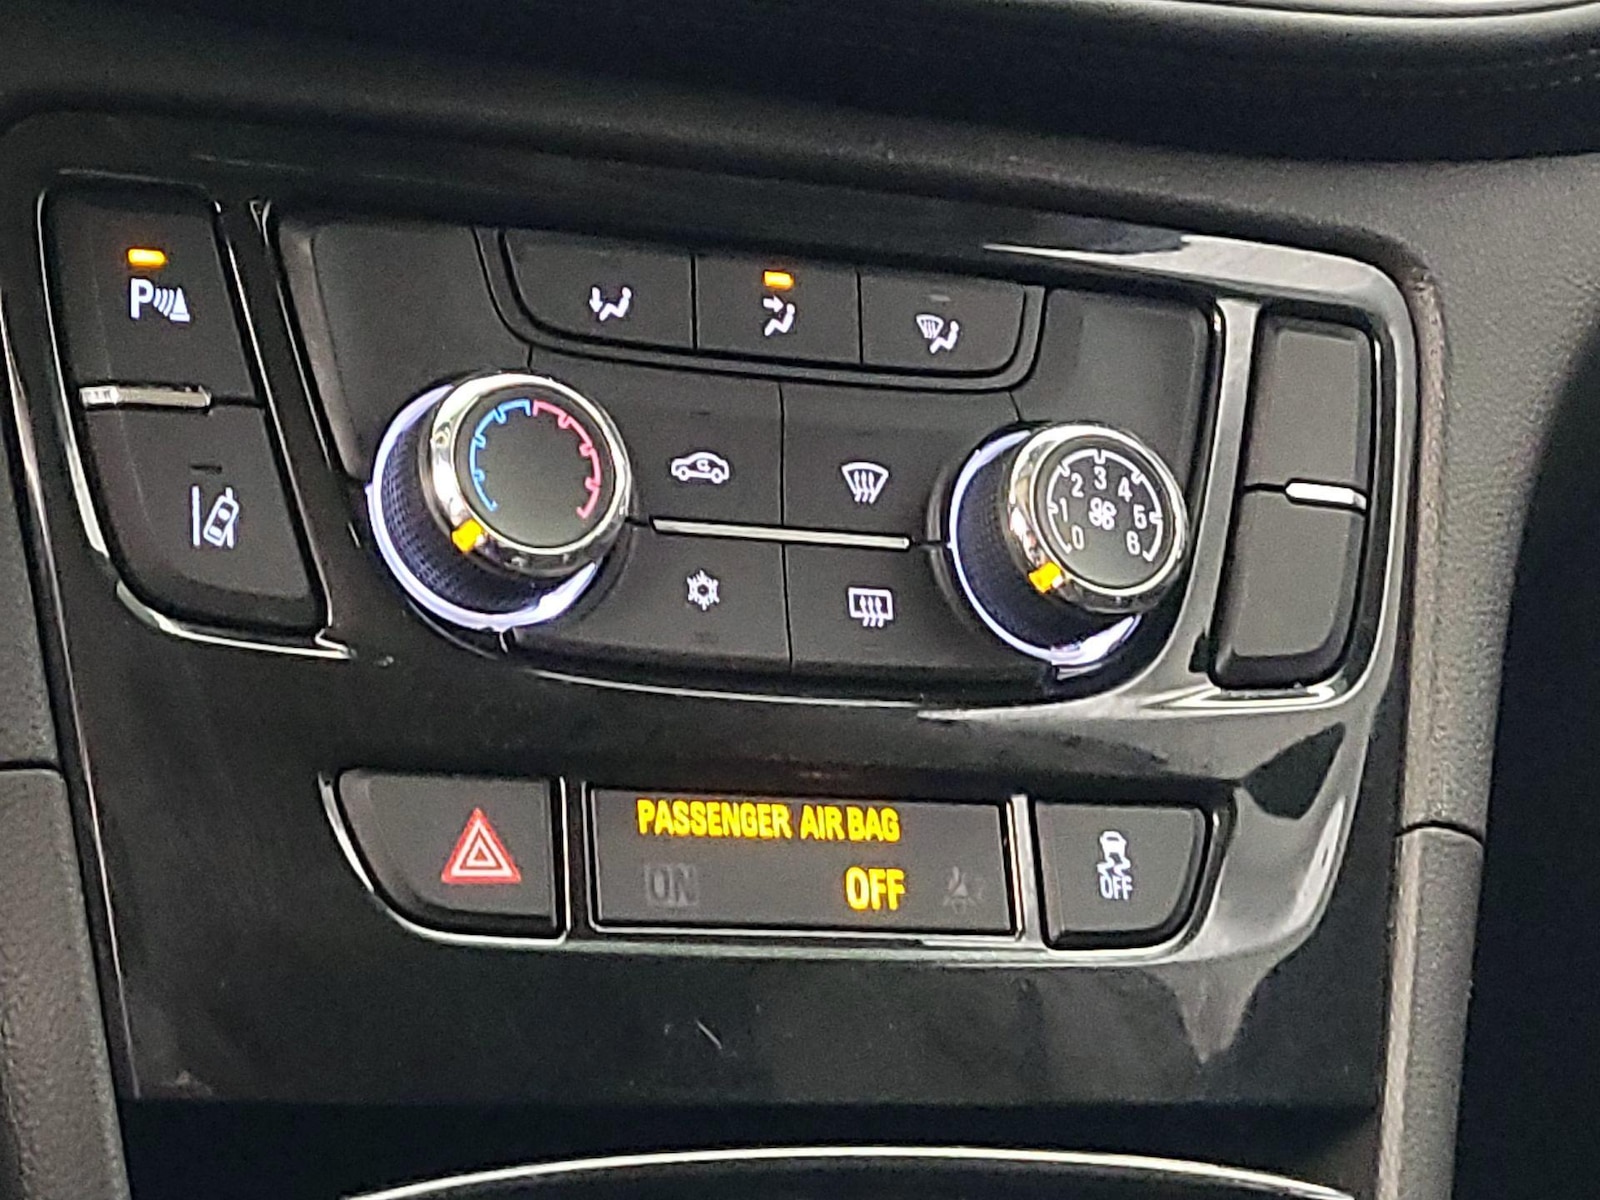 P
0 1 2 3 4 5 6
PASSENGER AIR BAG
ON OFF
OFF